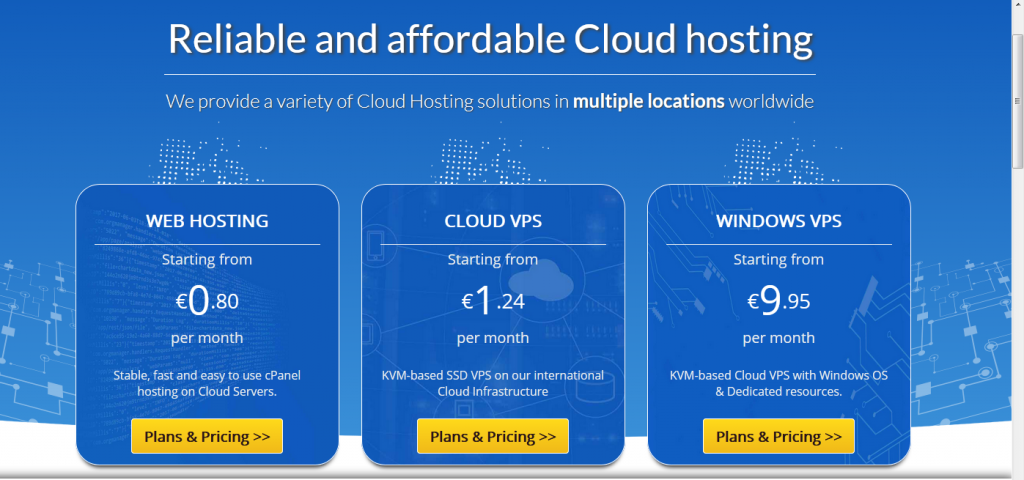 Reliable and affordable Cloud hosting
We provide a variety of Cloud Hosting solutions in multiple locations worldwide
WEB HOSTING
Starting from
€0.80
per month
Stable, fast and easy to use cPanel
hosting on Cloud Servers.
Plans & Pricing >>
CLOUD VPS
Starting from
€1.24
per month
KVM-based SSD VPS on our international
Cloud Infrastructure
Plans & Pricing >>
WINDOWS VPS
Starting from
€9.95
per month
KVM-based Cloud VPS with Windows OS
& Dedicated resources.
Plans & Pricing >>